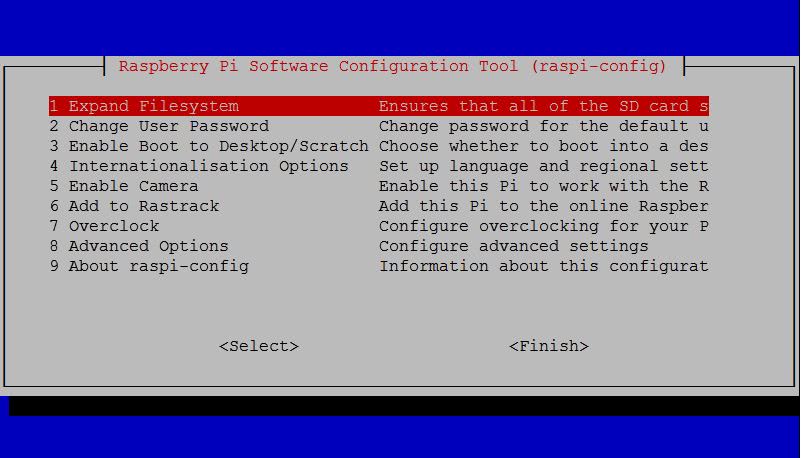 Raspberry Pi Software Configuration Tool (raspi-config)
1 Expand Filesystem Ensures that all of the SD card s
2 Change User Password Change password for the default u
3 Enable Boot to Desktop/Scratch Choose whether to boot into a des
4 Internationalisation Options Set up language and regional sett
5 Enable Camera Enable this Pi to work with the R
6 Add to Rastrack Add this Pi to the online Raspber
7 Overclock Configure overclocking for your P
8 Advanced Options Configure advanced settings
9 About raspi-config Information about this configurat
<Select> <Finish>